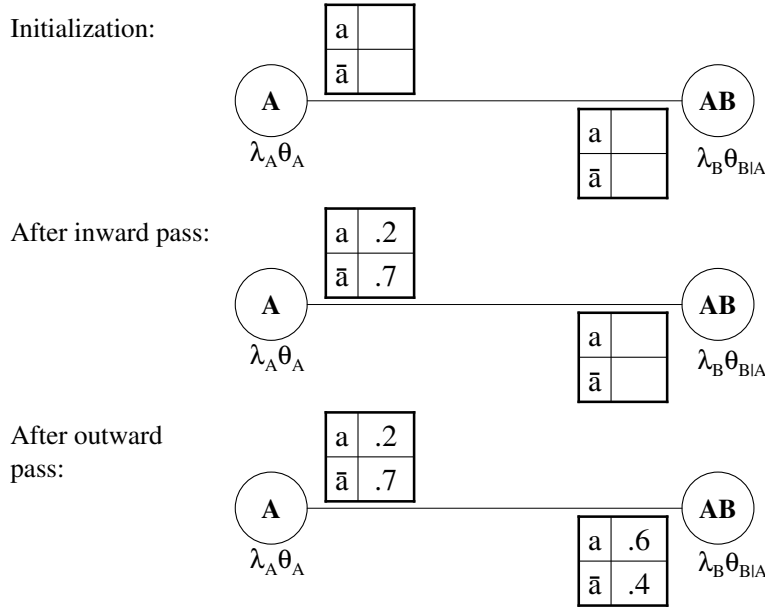 Initialization:
a
ā
A
AB
λAθA
a
ā
λBθB|A
After inward pass:
a .2
ā .7
A
AB
λAθA
a
ā
λBθB|A
After outward
pass:
a .2
ā .7
A
AB
λAθA
a .6
ā .4
λBθB|A